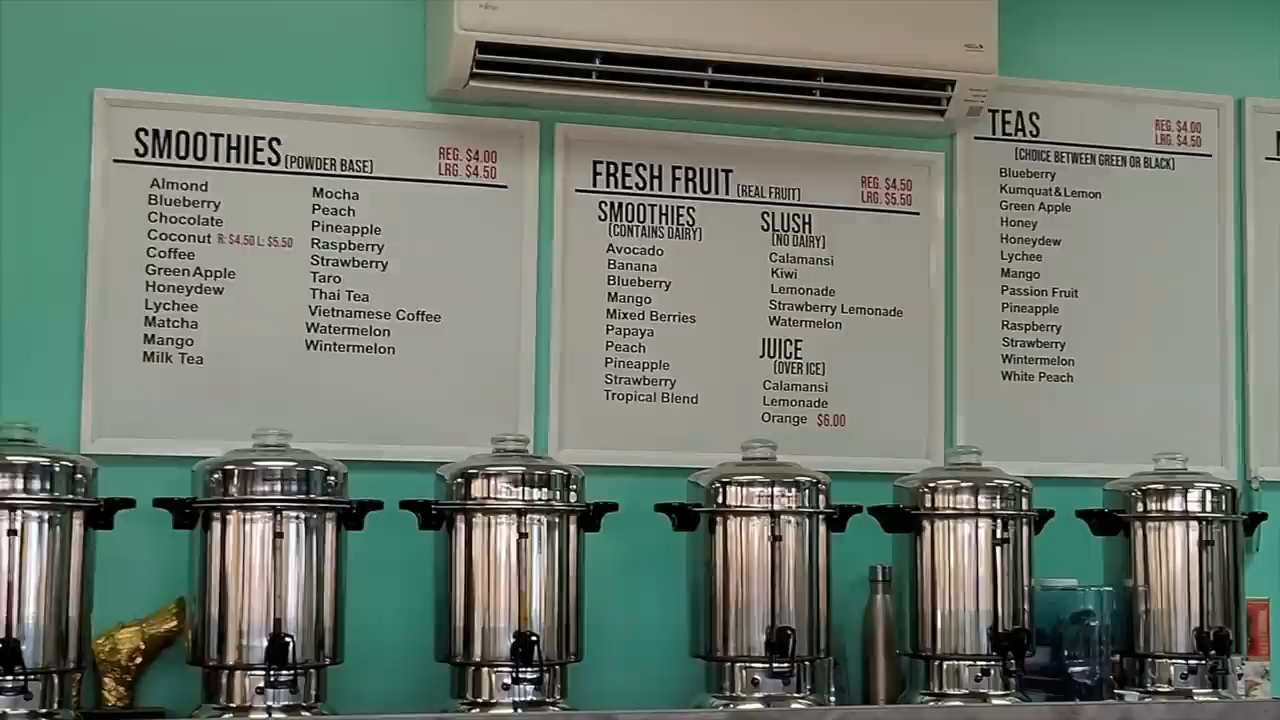 SMOOTHIES (POWDER BASE)
REG. $4.00
LRG. $4.50
Almond
Blueberry
Chocolate
Coconut R: $4.50 L: $5.50
Coffee
Green Apple
Honeydew
Lychee
Matcha
Mango
Milk Tea
Mocha
Peach
Pineapple
Raspberry
Strawberry
Taro
Thai Tea
Vietnamese Coffee
Watermelon
Wintermelon
FRESH FRUIT (REAL FRUIT)
REG. $4.50
LRG. $5.50
SMOOTHIES
(CONTAINS DAIRY)
Avocado
Banana
Blueberry
Mango
Mixed Berries
Papaya
Peach
Pineapple
Strawberry
Tropical Blend
SLUSH
(NO DAIRY)
Calamansi
Kiwi
Lemonade
Strawberry Lemonade
Watermelon
JUICE
(OVER ICE)
Calamansi
Lemonade
Orange $6.00
TEAS
REG. $4.00
LRG. $4.50
(CHOICE BETWEEN GREEN OR BLACK)
Blueberry
Kumquat & Lemon
Green Apple
Honey
Honeydew
Lychee
Mango
Passion Fruit
Pineapple
Raspberry
Strawberry
Wintermelon
White Peach